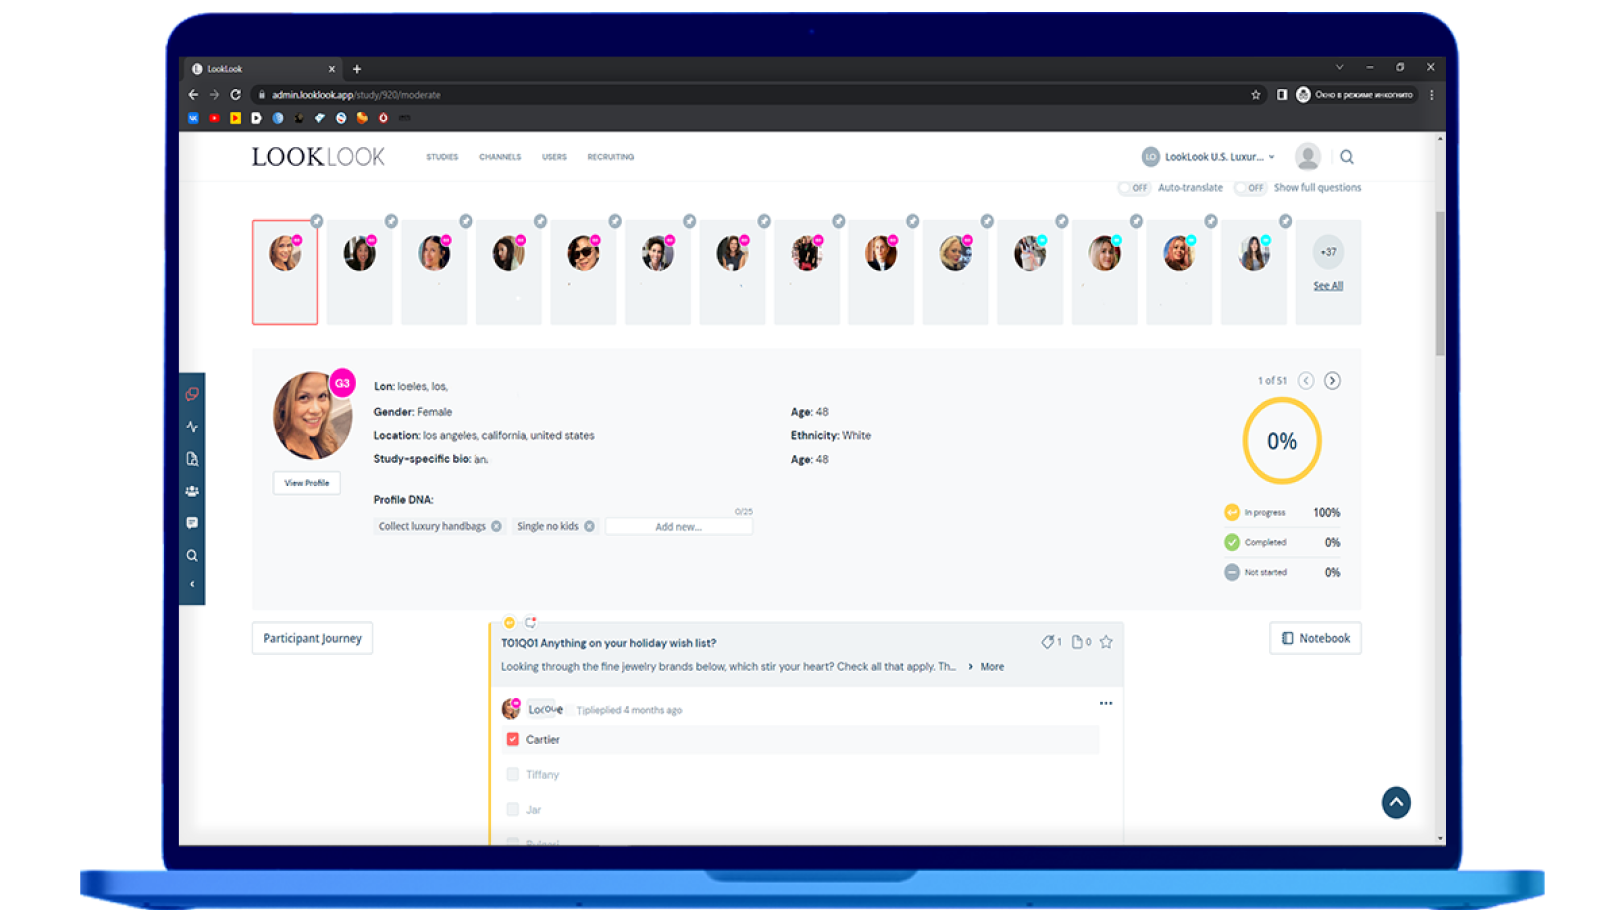 LookLook
admin.looklook.app/study/920/moderate
Окно в режиме инкогнито
LOOKLOOK
STUDIES
CHANNELS
USERS
RECRUITING
LO
LookLook U.S. Luxur...
OFF Auto-translate
OFF Show full questions
+37
See All
G3
Lon: loeles, los,
Gender: Female
Location: los angeles, california, united states
Study-specific bio: an.
Age: 48
Ethnicity: White
Age: 48
View Profile
Profile DNA:
Collect luxury handbags
Single no kids
0/25
Add new...
1 of 51
0%
In progress 100%
Completed 0%
Not started 0%
Participant Journey
Notebook
T01Q01 Anything on your holiday wish list?
1
0
Looking through the fine jewelry brands below, which stir your heart? Check all that apply. Th... More
4 months ago
Cartier
Tiffany
Jar